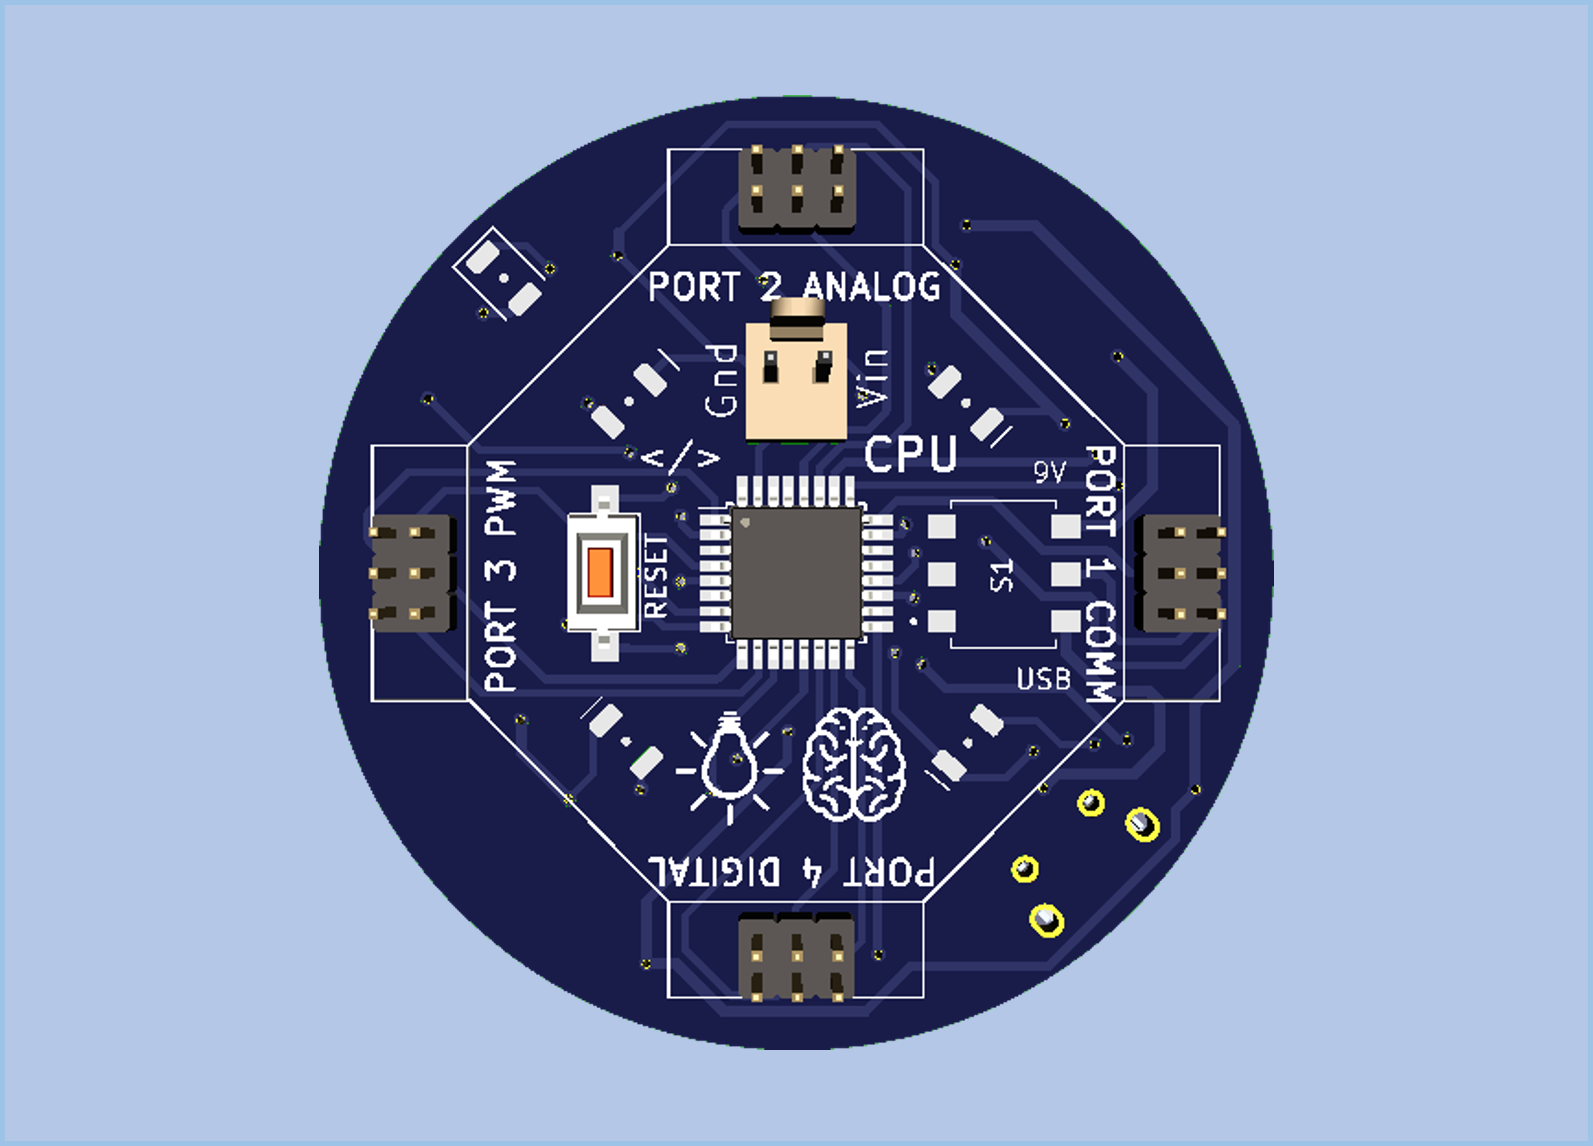 PORT 2 ANALOG
Gnd
Vin
</>
CPU
9V
PORT 3 PWM
RESET
S1
PORT 1 COMM
USB
PORT 4 DIGITAL